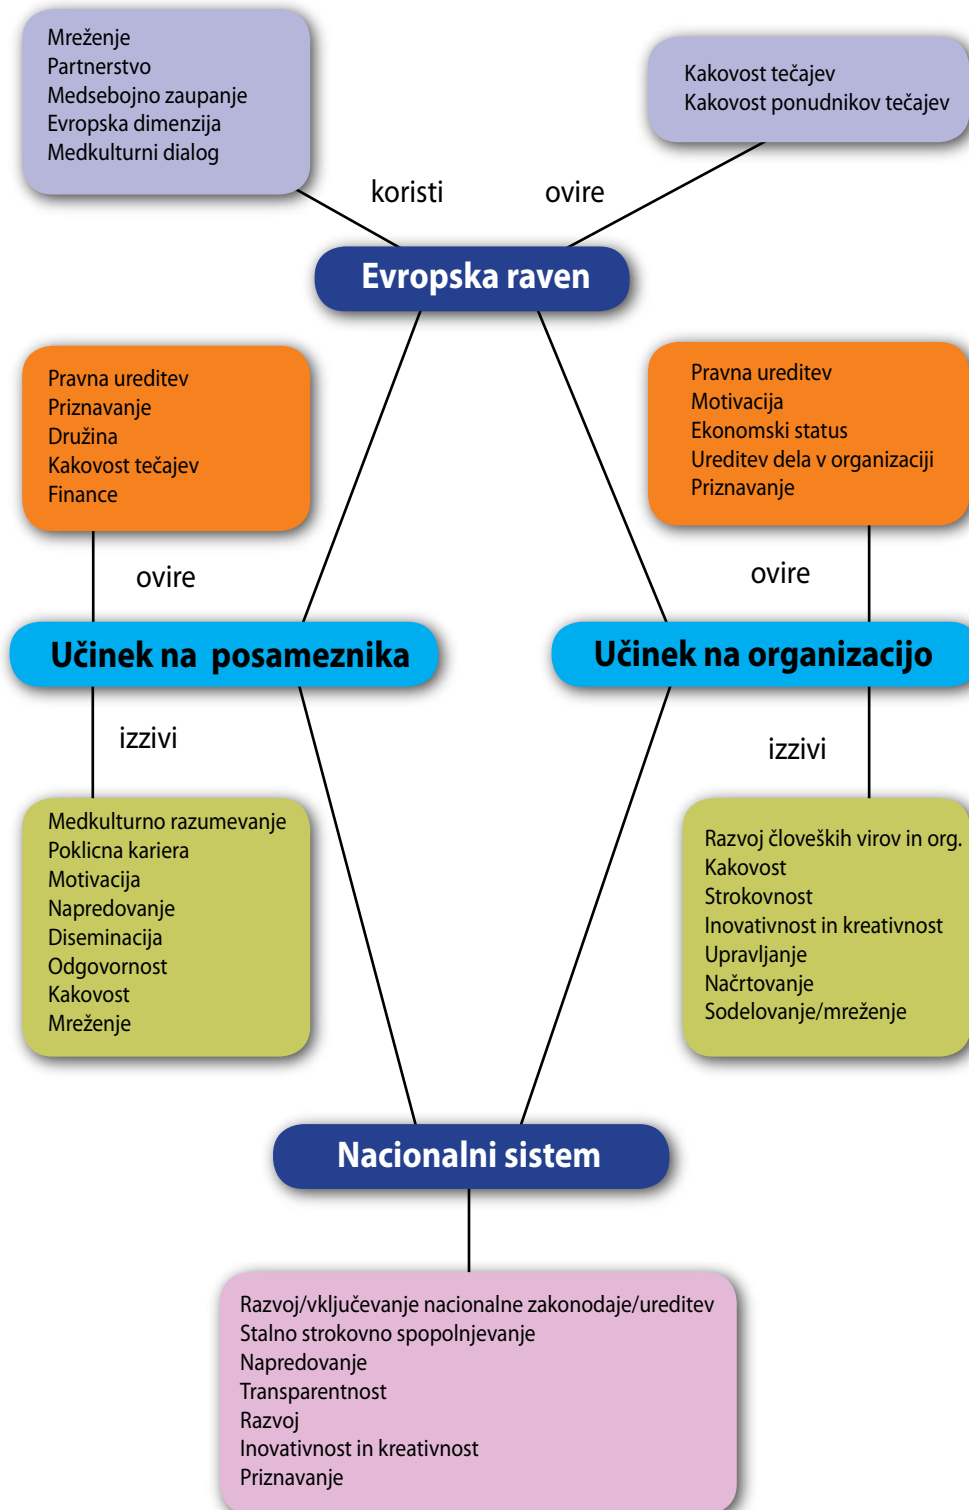 Mreženje
Partnerstvo
Medsebojno zaupanje
Evropska dimenzija
Medkulturni dialog
Kakovost tečajev
Kakovost ponudnikov tečajev
koristi
ovire
Evropska raven
Pravna ureditev
Priznavanje
Družina
Kakovost tečajev
Finance
Pravna ureditev
Motivacija
Ekonomski status
Ureditev dela v organizaciji
Priznavanje
ovire
ovire
Učinek na posameznika
Učinek na organizacijo
izzivi
izzivi
Medkulturno razumevanje
Poklicna kariera
Motivacija
Napredovanje
Diseminacija
Odgovornost
Kakovost
Mreženje
Razvoj človeških virov in org.
Kakovost
Strokovnost
Inovativnost in kreativnost
Upravljanje
Načrtovanje
Sodelovanje/mreženje
Nacionalni sistem
Razvoj/vključevanje nacionalne zakonodaje/ureditev
Stalno strokovno spopolnjevanje
Napredovanje
Transparentnost
Razvoj
Inovativnost in kreativnost
Priznavanje